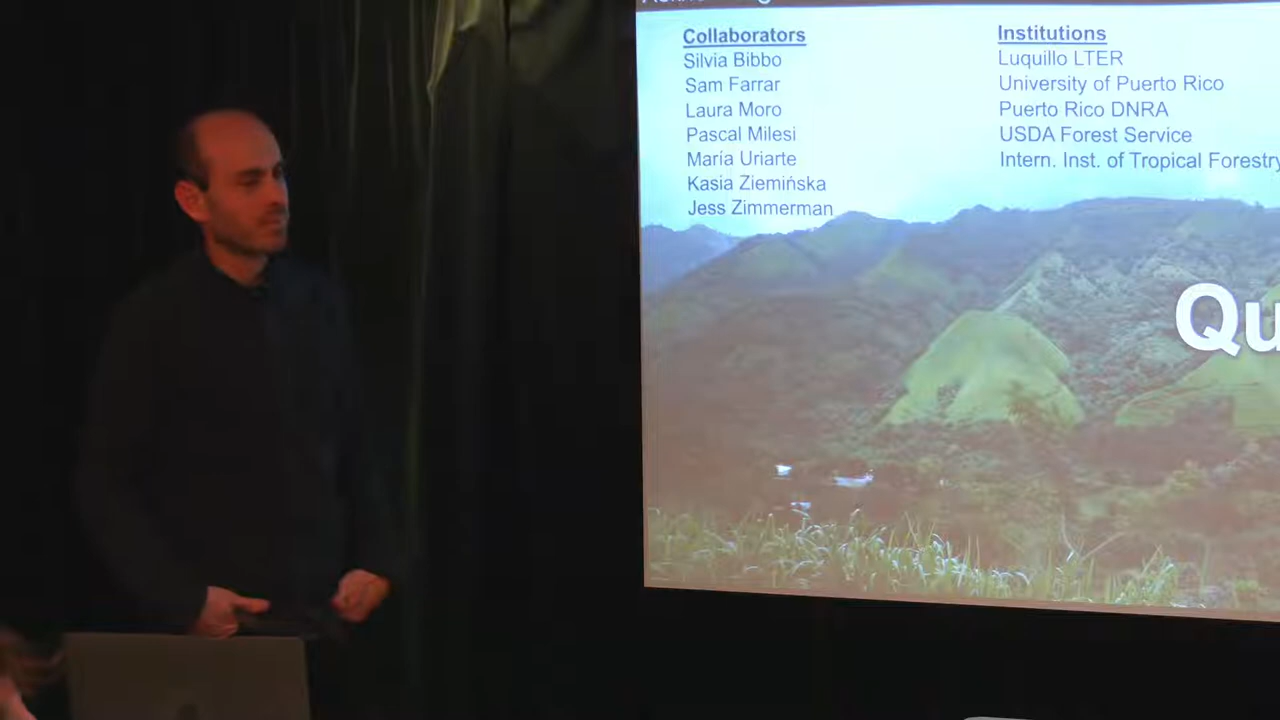 Collaborators
Silvia Bibbo
Sam Farrar
Laura Moro
Pascal Milesi
María Uriarte
Kasia Ziemińska
Jess Zimmerman
Institutions
Luquillo LTER
University of Puerto Rico
Puerto Rico DNRA
USDA Forest Service
Intern. Inst. of Tropical Forestry
Qu